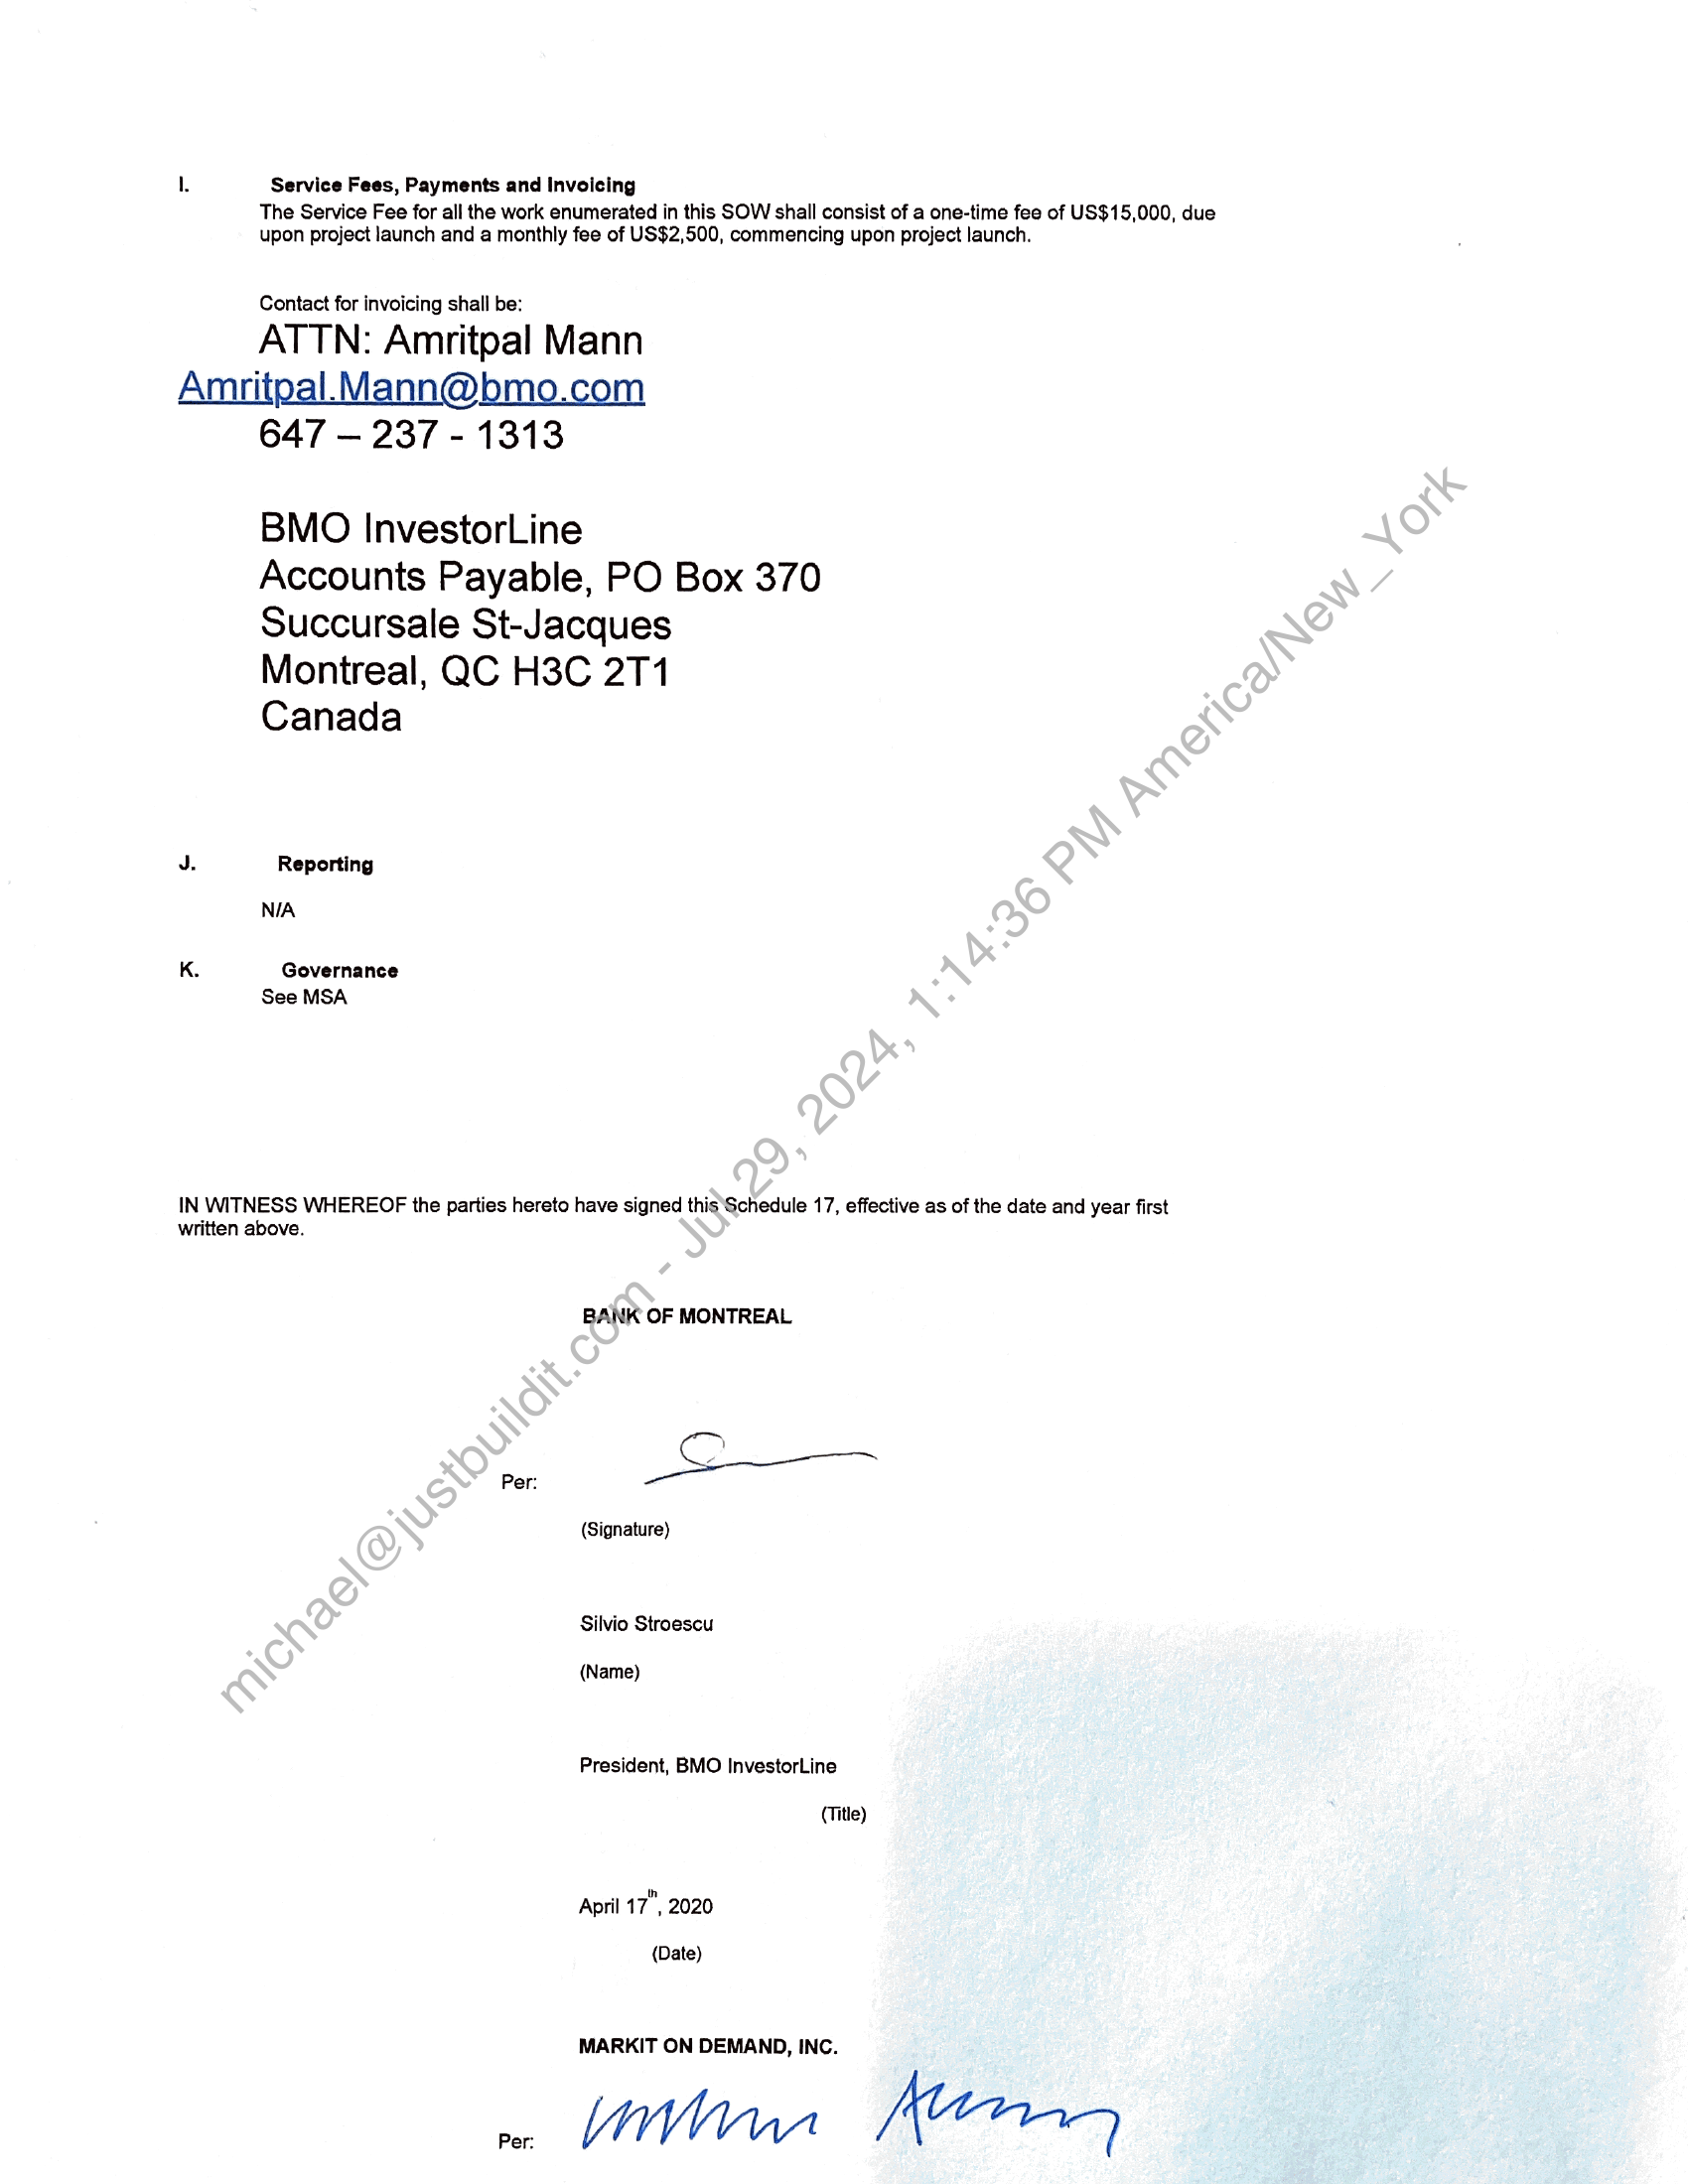 I. Service Fees, Payments and Invoicing
The Service Fee for all the work enumerated in this SOW shall consist of a one-time fee of US$15,000, due
upon project launch and a monthly fee of US$2,500, commencing upon project launch.
Contact for invoicing shall be:
ATTN: Amritpal Mann
Amritpal.Mann@bmo.com
647 – 237 - 1313
BMO InvestorLine
Accounts Payable, PO Box 370
Succursale St-Jacques
Montreal, QC H3C 2T1
Canada
J. Reporting
N/A
K. Governance
See MSA
IN WITNESS WHEREOF the parties hereto have signed this Schedule 17, effective as of the date and year first
written above.
BANK OF MONTREAL
Per:
(Signature)
Silvio Stroescu
(Name)
President, BMO InvestorLine
(Title)
April 17th, 2020
(Date)
MARKIT ON DEMAND, INC.
Per:
michael@justbuildit.com - Jul 29, 2024, 1:14:36 PM America/New_York